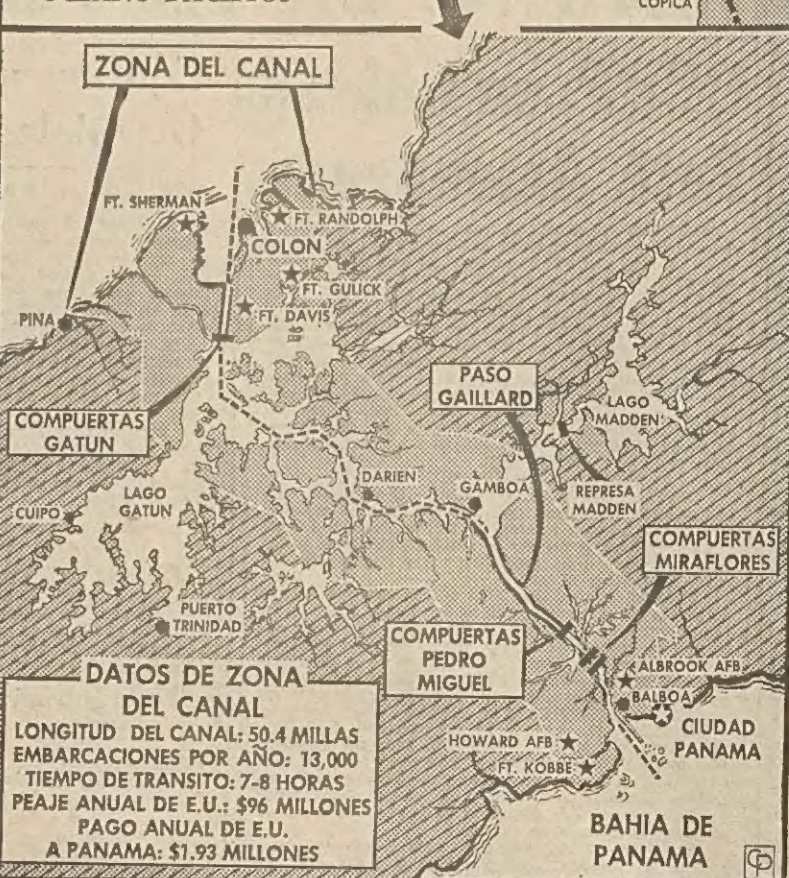 COPICA
ZONA DEL CANAL
FT. SHERMAN
FT. RANDOLPH
COLON
FT. GULICK
FT. DAVIS
PINA
PASO
GAILLARD
LAGO
MADDEN
COMPUERTAS
GATUN
DARIEN
GAMBOA
REPRESA
MADDEN
LAGO
GATUN
CUIPO
COMPUERTAS
MIRAFLORES
PUERTO
TRINIDAD
COMPUERTAS
PEDRO
MIGUEL
ALBROOK AFB
BALBOA
CIUDAD
PANAMA
HOWARD AFB
FT. KOBBE
BAHIA DE
PANAMA
DATOS DE ZONA
DEL CANAL
LONGITUD DEL CANAL: 50.4 MILLAS
EMBARCACIONES POR AÑO: 13,000
TIEMPO DE TRANSITO: 7-8 HORAS
PEAJE ANUAL DE E.U.: $96 MILLONES
PAGO ANUAL DE E.U.
A PANAMA: $1.93 MILLONES
CP